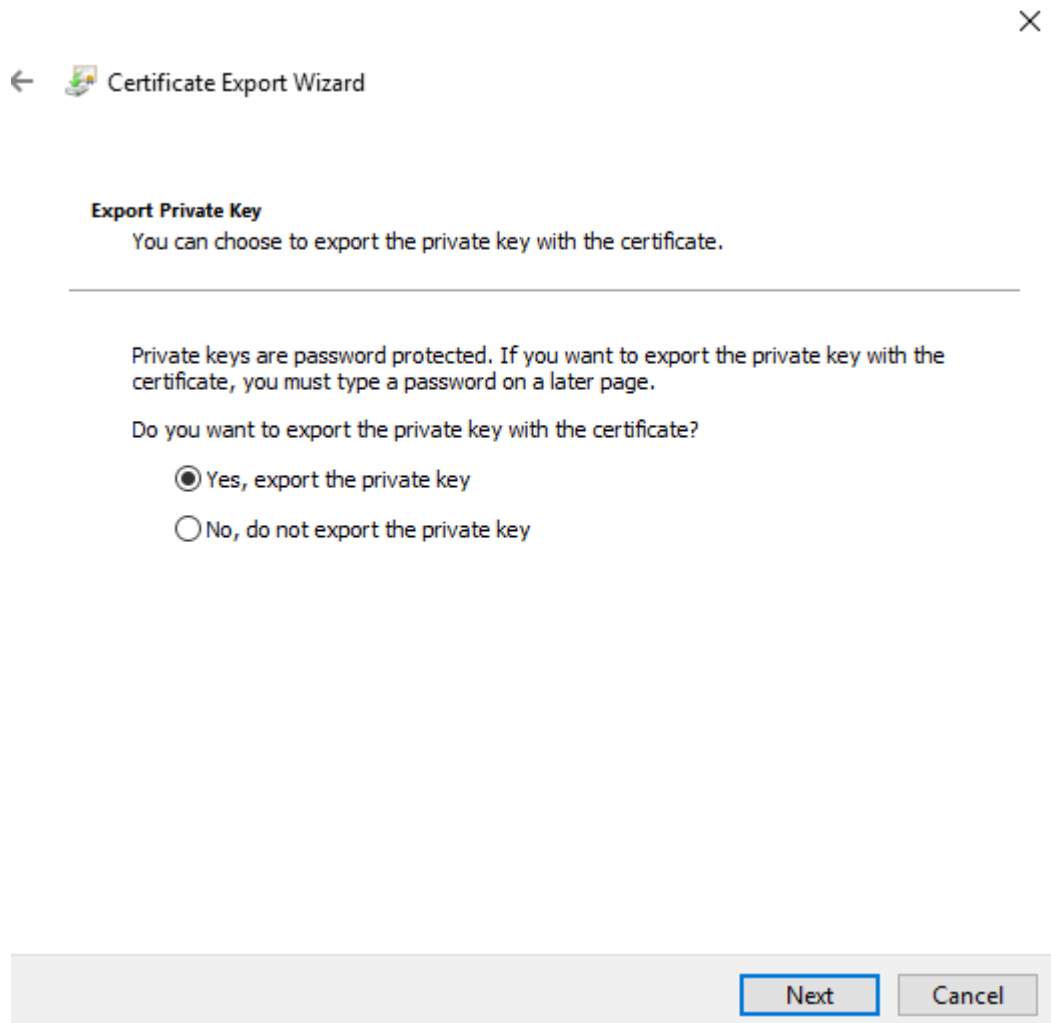 Certificate Export Wizard
Export Private Key
You can choose to export the private key with the certificate.
Private keys are password protected. If you want to export the private key with the
certificate, you must type a password on a later page.
Do you want to export the private key with the certificate?
Yes, export the private key
No, do not export the private key
Next
Cancel